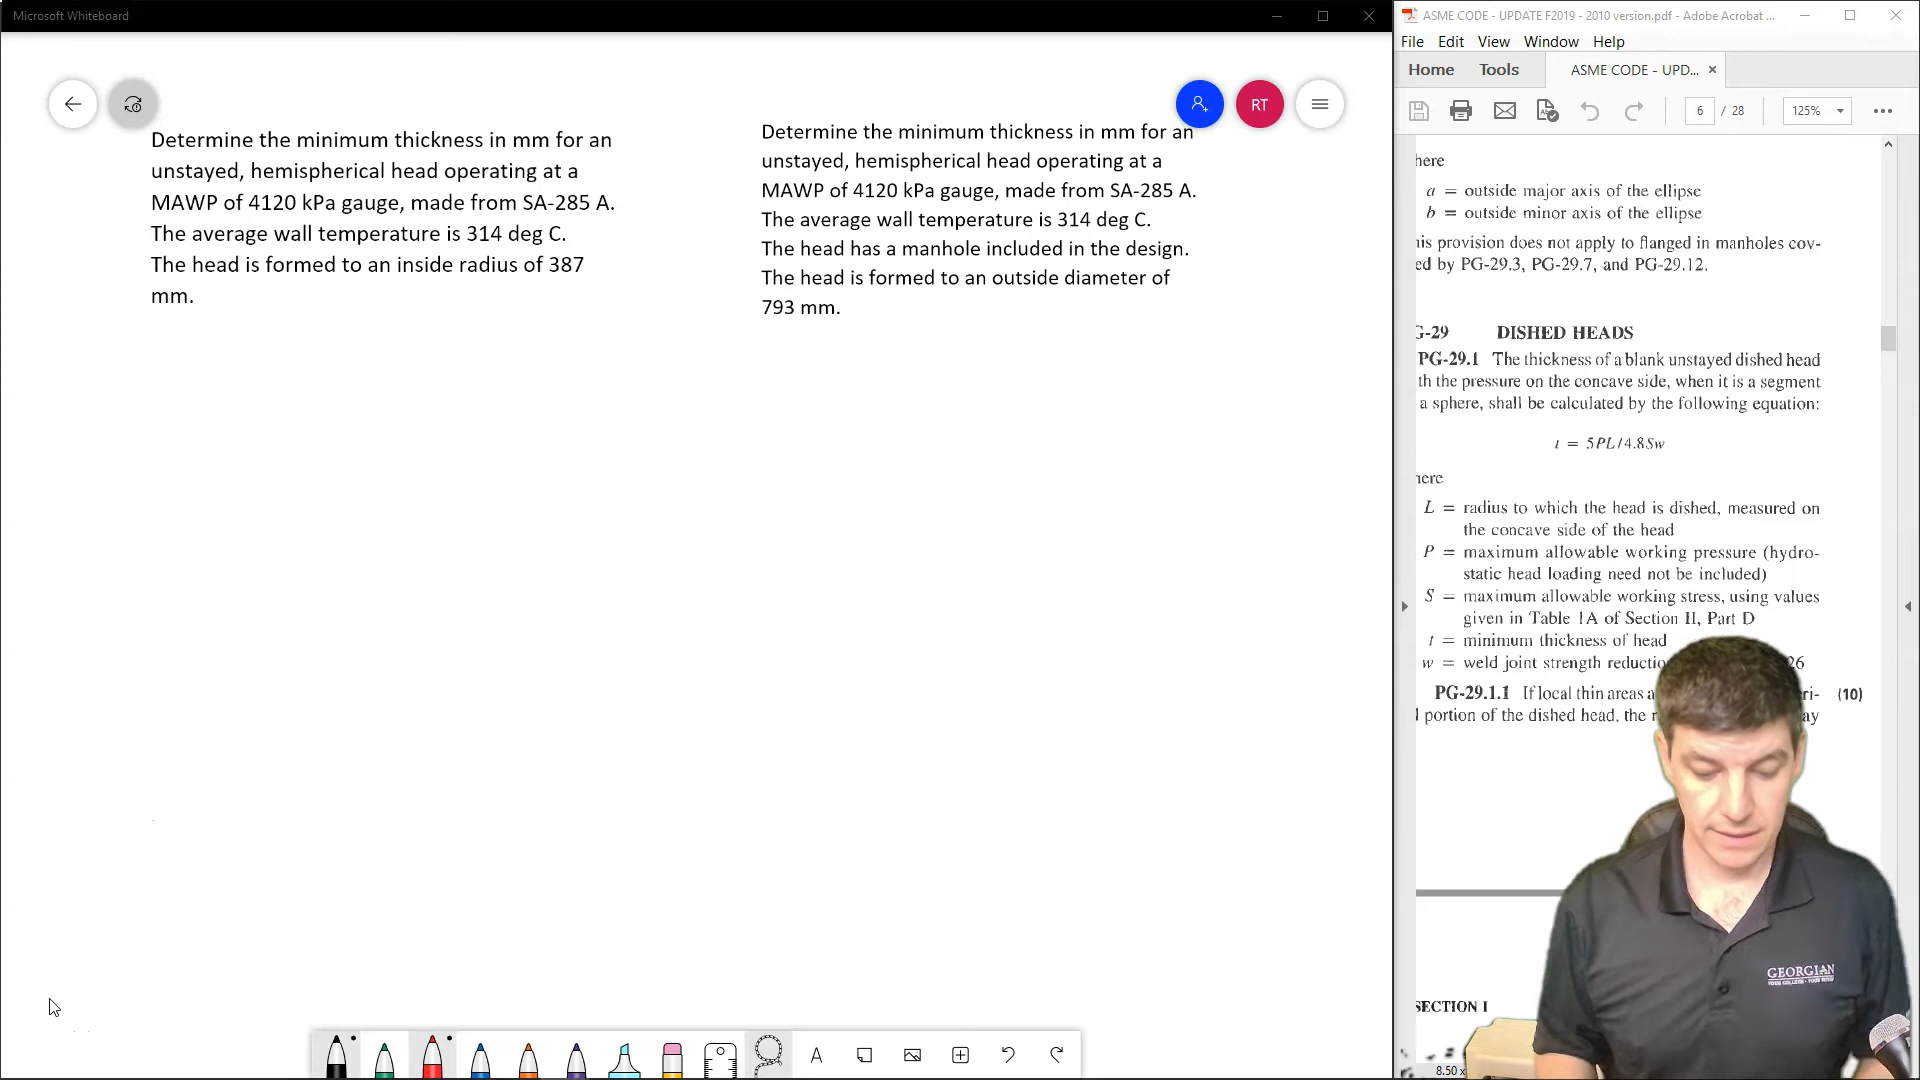 Microsoft Whiteboard
Determine the minimum thickness in mm for an
unstayed, hemispherical head operating at a
MAWP of 4120 kPa gauge, made from SA-285 A.
The average wall temperature is 314 deg C.
The head is formed to an inside radius of 387
mm.
Determine the minimum thickness in mm for an
unstayed, hemispherical head operating at a
MAWP of 4120 kPa gauge, made from SA-285 A.
The average wall temperature is 314 deg C.
The head has a manhole included in the design.
The head is formed to an outside diameter of
793 mm.
RT
A
ASME CODE - UPDATE F2019 - 2010 version.pdf - Adobe Acrobat ...
File Edit View Window Help
Home Tools ASME CODE - UPD... ×
6 / 28 125%
here
a = outside major axis of the ellipse
b = outside minor axis of the ellipse
his provision does not apply to flanged in manholes cov-
ed by PG-29.3, PG-29.7, and PG-29.12.
G-29 DISHED HEADS
PG-29.1 The thickness of a blank unstayed dished head
th the pressure on the concave side, when it is a segment
a sphere, shall be calculated by the following equation:
t = 5PL/4.8Sw
here
L = radius to which the head is dished, measured on
the concave side of the head
P = maximum allowable working pressure (hydro-
static head loading need not be included)
S = maximum allowable working stress, using values
given in Table 1A of Section II, Part D
t = minimum thickness of head
w = weld joint strength reductio 26
PG-29.1.1 If local thin areas a eri- (10)
l portion of the dished head, the r ay
GEORGIAN
SECTION I
8.50 x